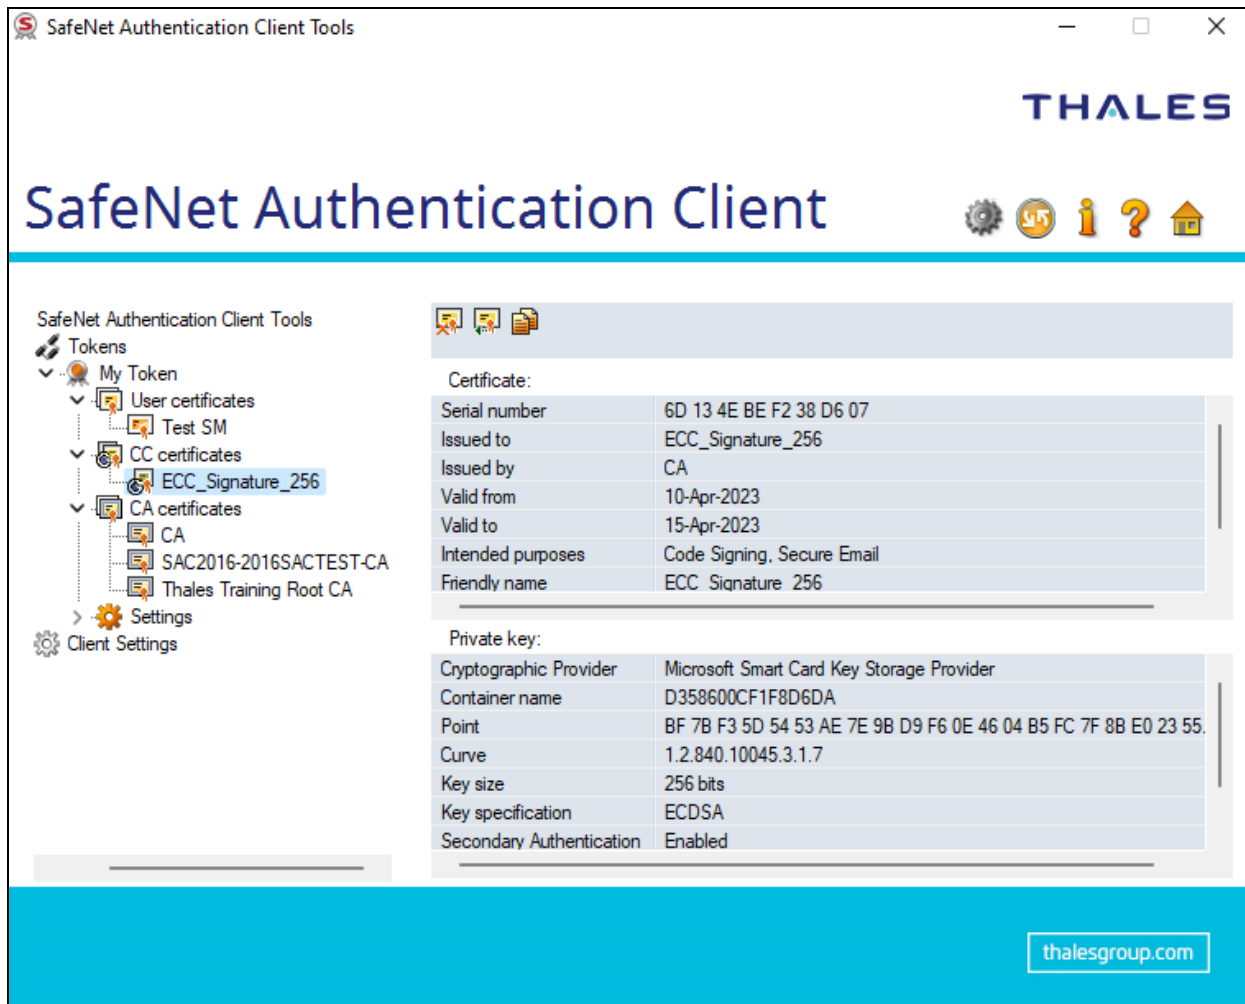 SafeNet Authentication Client Tools
THALES
SafeNet Authentication Client
SafeNet Authentication Client Tools
Tokens
My Token
User certificates
Test SM
CC certificates
ECC_Signature_256
CA certificates
CA
SAC2016-2016SACTEST-CA
Thales Training Root CA
Settings
Client Settings
Certificate:
Serial number 6D 13 4E BE F2 38 D6 07
Issued to ECC_Signature_256
Issued by CA
Valid from 10-Apr-2023
Valid to 15-Apr-2023
Intended purposes Code Signing, Secure Email
Friendly name ECC_Signature_256
Private key:
Cryptographic Provider Microsoft Smart Card Key Storage Provider
Container name D358600CF1F8D6DA
Point BF 7B F3 5D 54 53 AE 7E 9B D9 F6 0E 46 04 B5 FC 7F 8B E0 23 55.
Curve 1.2.840.10045.3.1.7
Key size 256 bits
Key specification ECDSA
Secondary Authentication Enabled
thalesgroup.com